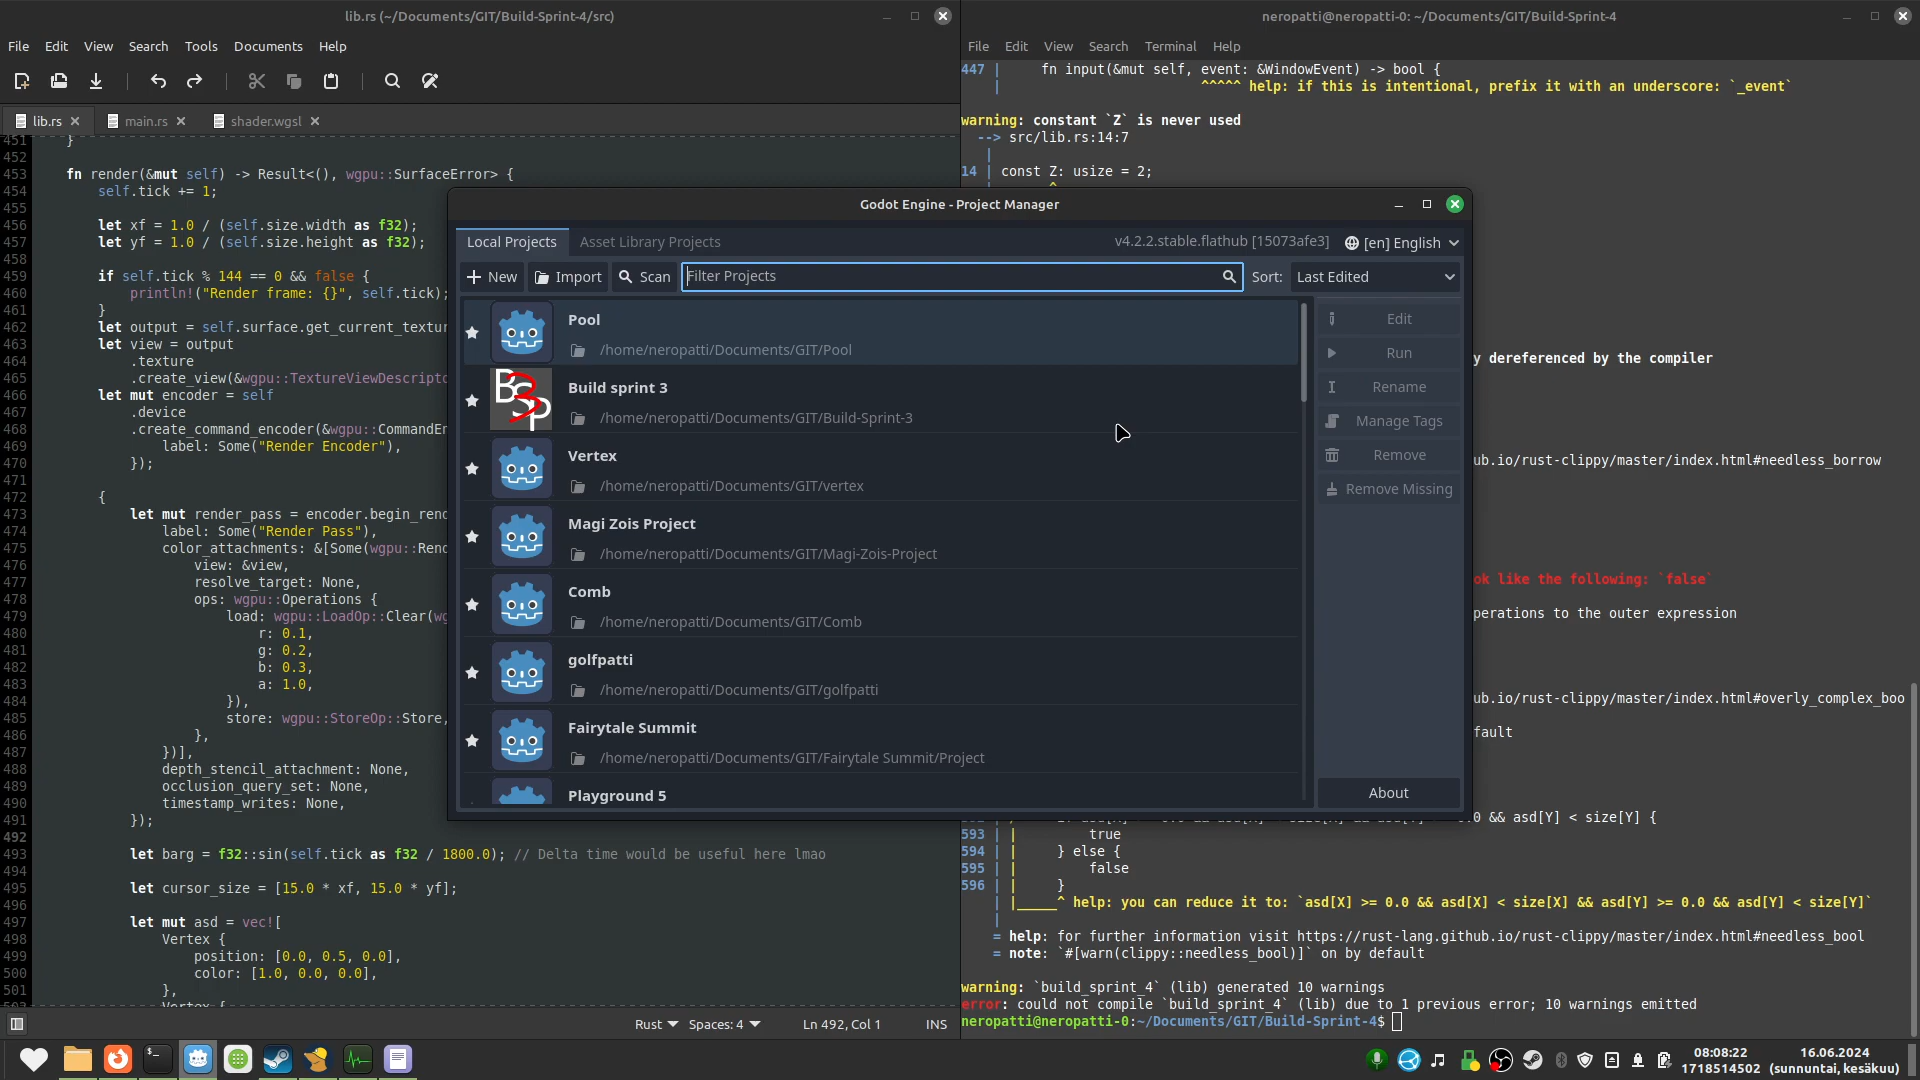 lib.rs (~/Documents/GIT/Build-Sprint-4/src)
File Edit View Search Tools Documents Help
lib.rs main.rs shader.wgsl
451 }
452
453 fn render(&mut self) -> Result<(), wgpu::SurfaceError> {
454 self.tick += 1;
455
456 let xf = 1.0 / (self.size.width as f32);
457 let yf = 1.0 / (self.size.height as f32);
458
459 if self.tick % 144 == 0 && false {
460 println!("Render frame: {}", self.tick);
461 }
462 let output = self.surface.get_current_textur
463 let view = output
464 .texture
465 .create_view(&wgpu::TextureViewDescripto
466 let mut encoder = self
467 .device
468 .create_command_encoder(&wgpu::CommandEn
469 label: Some("Render Encoder"),
470 });
471
472 {
473 let mut render_pass = encoder.begin_rend
474 label: Some("Render Pass"),
475 color_attachments: &[Some(wgpu::Rend
476 view: &view,
477 resolve_target: None,
478 ops: wgpu::Operations {
479 load: wgpu::LoadOp::Clear(wg
480 r: 0.1,
481 g: 0.2,
482 b: 0.3,
483 a: 1.0,
484 }),
485 store: wgpu::StoreOp::Store,
486 },
487 })],
488 depth_stencil_attachment: None,
489 occlusion_query_set: None,
490 timestamp_writes: None,
491 });
492
493 let barg = f32::sin(self.tick as f32 / 1800.0); // Delta time would be useful here lmao
494
495 let cursor_size = [15.0 * xf, 15.0 * yf];
496
497 let mut asd = vec![
498 Vertex {
499 position: [0.0, 0.5, 0.0],
500 color: [1.0, 0.0, 0.0],
501 },
Vertex {
Rust Spaces: 4 Ln 492, Col 1 INS
neropatti@neropatti-0: ~/Documents/GIT/Build-Sprint-4
File Edit View Search Terminal Help
447 | fn input(&mut self, event: &WindowEvent) -> bool {
| ^^^^^ help: if this is intentional, prefix it with an underscore: `_event`
warning: constant `Z` is never used
--> src/lib.rs:14:7
|
14 | const Z: usize = 2;
^
y dereferenced by the compiler
ub.io/rust-clippy/master/index.html#needless_borrow
ok like the following: `false`
perations to the outer expression
ub.io/rust-clippy/master/index.html#overly_complex_boo
fault
0 && asd[Y] < size[Y] {
593 | | true
594 | | } else {
595 | | false
596 | | }
| |_____^ help: you can reduce it to: `asd[X] >= 0.0 && asd[X] < size[X] && asd[Y] >= 0.0 && asd[Y] < size[Y]`
|
= help: for further information visit https://rust-lang.github.io/rust-clippy/master/index.html#needless_bool
= note: `#[warn(clippy::needless_bool)]` on by default
warning: `build_sprint_4` (lib) generated 10 warnings
error: could not compile `build_sprint_4` (lib) due to 1 previous error; 10 warnings emitted
neropatti@neropatti-0:~/Documents/GIT/Build-Sprint-4$
Godot Engine - Project Manager
Local Projects Asset Library Projects v4.2.2.stable.flathub [15073afe3] [en] English
New Import Scan Filter Projects Sort: Last Edited
Pool
/home/neropatti/Documents/GIT/Pool
Build sprint 3
/home/neropatti/Documents/GIT/Build-Sprint-3
Vertex
/home/neropatti/Documents/GIT/vertex
Magi Zois Project
/home/neropatti/Documents/GIT/Magi-Zois-Project
Comb
/home/neropatti/Documents/GIT/Comb
golfpatti
/home/neropatti/Documents/GIT/golfpatti
Fairytale Summit
/home/neropatti/Documents/GIT/Fairytale Summit/Project
Playground 5
Edit
Run
Rename
Manage Tags
Remove
Remove Missing
About
08:08:22 16.06.2024
1718514502 (sunnuntai, kesäkuu)